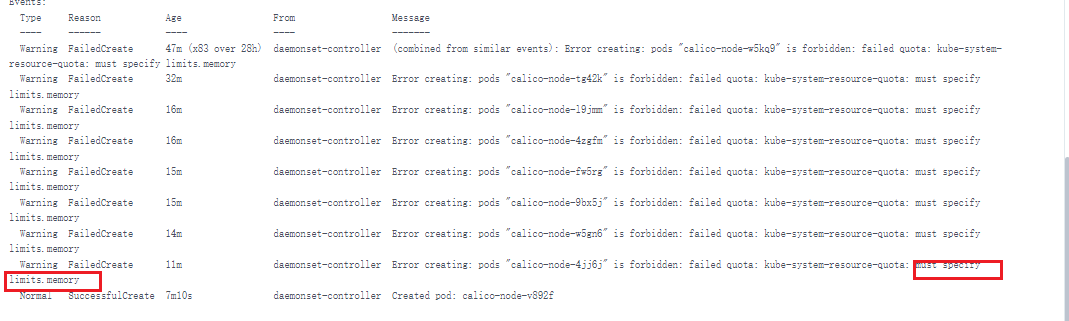 Events:
Type Reason Age From Message
---- ------ ---- ---- -------
Warning FailedCreate 47m (x83 over 28h) daemonset-controller (combined from similar events): Error creating: pods "calico-node-w5kq9" is forbidden: failed quota: kube-system-
resource-quota: must specify limits.memory
Warning FailedCreate 32m daemonset-controller Error creating: pods "calico-node-tg42k" is forbidden: failed quota: kube-system-resource-quota: must specify
limits.memory
Warning FailedCreate 16m daemonset-controller Error creating: pods "calico-node-l9jmm" is forbidden: failed quota: kube-system-resource-quota: must specify
limits.memory
Warning FailedCreate 16m daemonset-controller Error creating: pods "calico-node-4zgfm" is forbidden: failed quota: kube-system-resource-quota: must specify
limits.memory
Warning FailedCreate 15m daemonset-controller Error creating: pods "calico-node-fw5rg" is forbidden: failed quota: kube-system-resource-quota: must specify
limits.memory
Warning FailedCreate 15m daemonset-controller Error creating: pods "calico-node-9bx5j" is forbidden: failed quota: kube-system-resource-quota: must specify
limits.memory
Warning FailedCreate 14m daemonset-controller Error creating: pods "calico-node-w5gn6" is forbidden: failed quota: kube-system-resource-quota: must specify
limits.memory
Warning FailedCreate 11m daemonset-controller Error creating: pods "calico-node-4jj6j" is forbidden: failed quota: kube-system-resource-quota: must specify
limits.memory
Normal SuccessfulCreate 7m10s daemonset-controller Created pod: calico-node-v892f